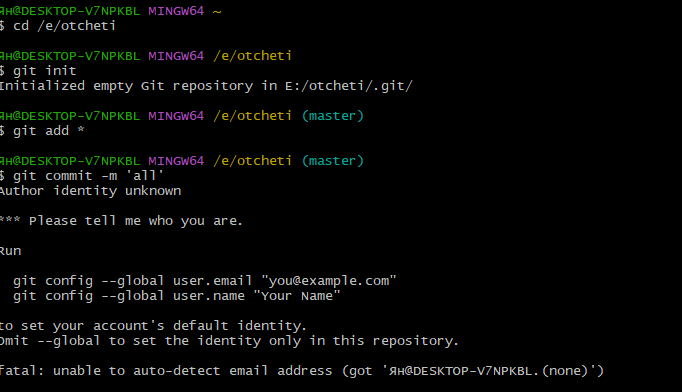 Ян@DESKTOP-V7NPKBL MINGW64 ~
$ cd /e/otcheti
Ян@DESKTOP-V7NPKBL MINGW64 /e/otcheti
$ git init
Initialized empty Git repository in E:/otcheti/.git/
Ян@DESKTOP-V7NPKBL MINGW64 /e/otcheti (master)
$ git add *
Ян@DESKTOP-V7NPKBL MINGW64 /e/otcheti (master)
$ git commit -m 'all'
Author identity unknown
*** Please tell me who you are.
Run
git config --global user.email "you@example.com"
git config --global user.name "Your Name"
to set your account's default identity.
Omit --global to set the identity only in this repository.
fatal: unable to auto-detect email address (got 'Ян@DESKTOP-V7NPKBL.(none)')